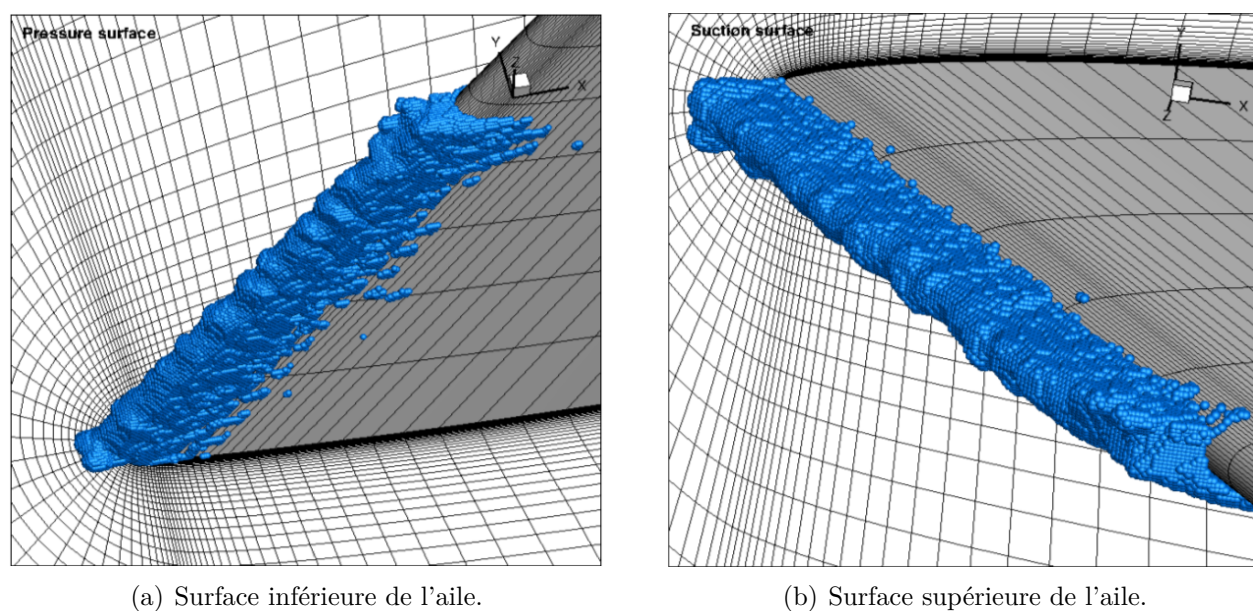 Pressure surface
Y
Z
X
Suction surface
Y
X
Z
(a) Surface inférieure de l'aile.
(b) Surface supérieure de l'aile.